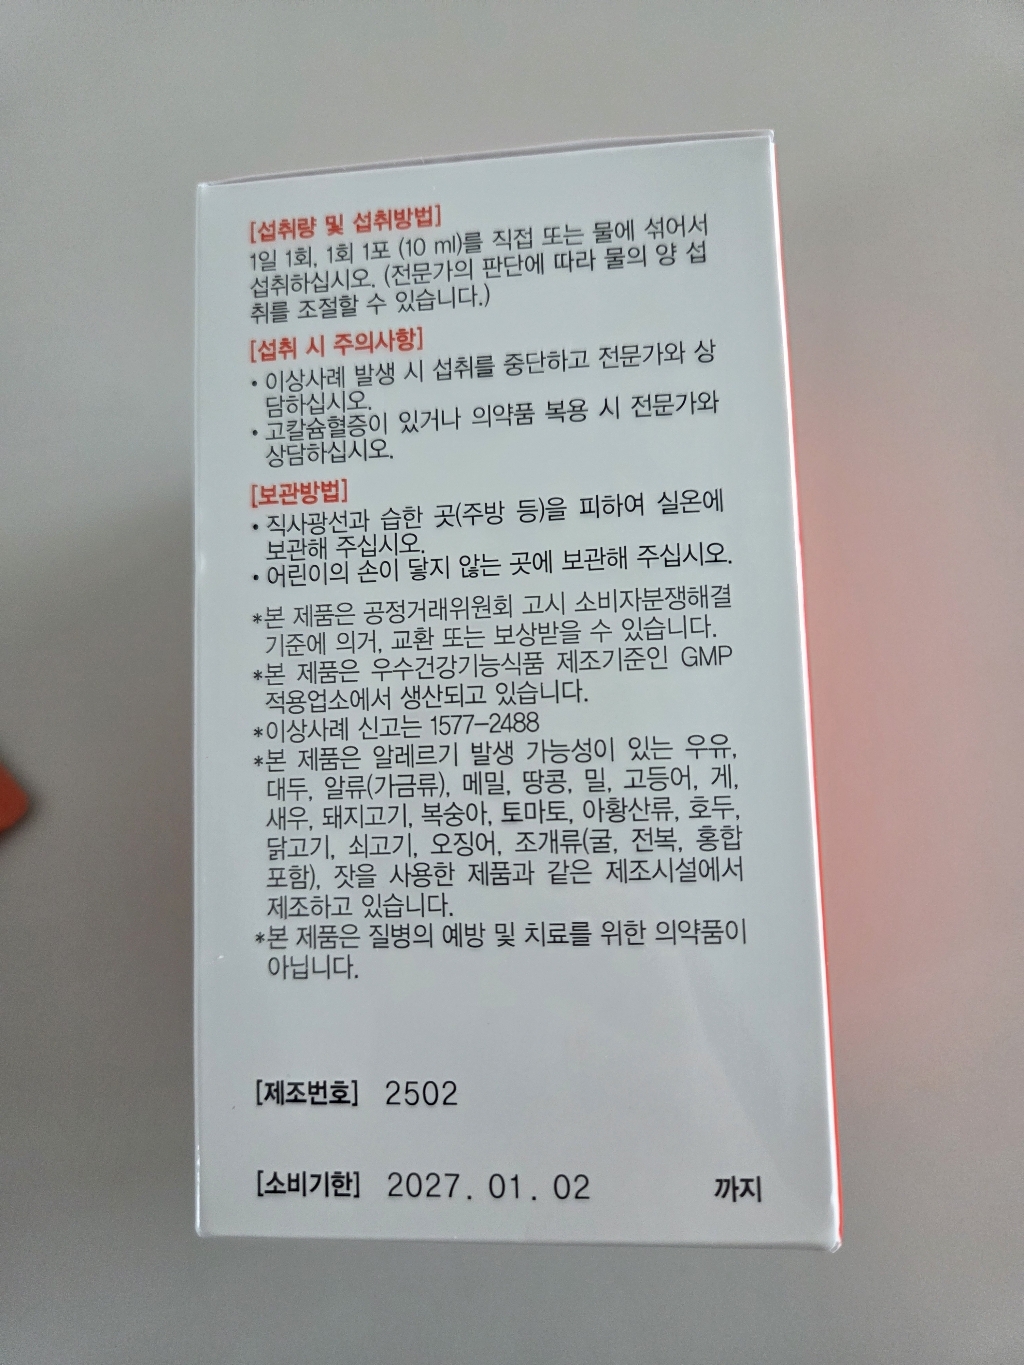 [섭취량 및 섭취방법]
1일 1회, 1회 1포 (10 ml)를 직접 또는 물에 섞어서
섭취하십시오. (전문가의 판단에 따라 물의 양 섭
취를 조절할 수 있습니다.)
[섭취 시 주의사항]
• 이상사례 발생 시 섭취를 중단하고 전문가와 상
담하십시오.
• 고칼슘혈증이 있거나 의약품 복용 시 전문가와
상담하십시오.
[보관방법]
• 직사광선과 습한 곳(주방 등)을 피하여 실온에
보관해 주십시오.
• 어린이의 손이 닿지 않는 곳에 보관해 주십시오.
*본 제품은 공정거래위원회 고시 소비자분쟁해결
기준에 의거, 교환 또는 보상받을 수 있습니다.
*본 제품은 우수건강기능식품 제조기준인 GMP
적용업소에서 생산되고 있습니다.
*이상사례 신고는 1577-2488
*본 제품은 알레르기 발생 가능성이 있는 우유,
대두, 알류(가금류), 메밀, 땅콩, 밀, 고등어, 게,
새우, 돼지고기, 복숭아, 토마토, 아황산류, 호두,
닭고기, 쇠고기, 오징어, 조개류(굴, 전복, 홍합
포함), 잣을 사용한 제품과 같은 제조시설에서
제조하고 있습니다.
*본 제품은 질병의 예방 및 치료를 위한 의약품이
아닙니다.
[제조번호] 2502
[소비기한] 2027. 01. 02 까지